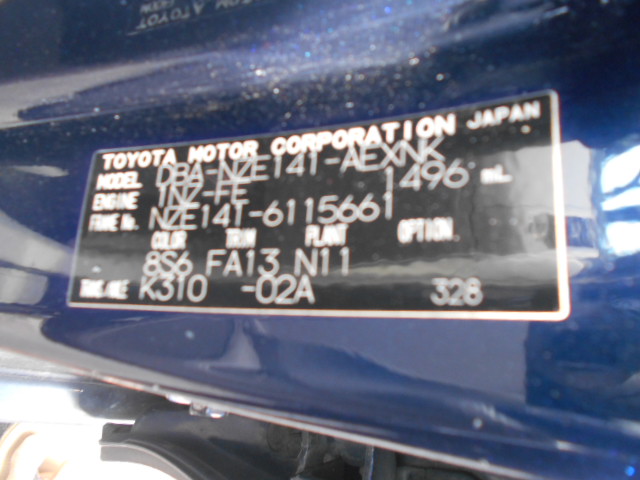 TOYOTA MOTOR CORPORATION JAPAN
MODEL DBA-NZE141-AEXNK
ENGINE 1NZ-FE 1496 mL
FRAME No. NZE141-6115661
COLOR TRIM PLANT OPTION
8S6 FA13 N11
TRANS/AXLE K310 -02A 328